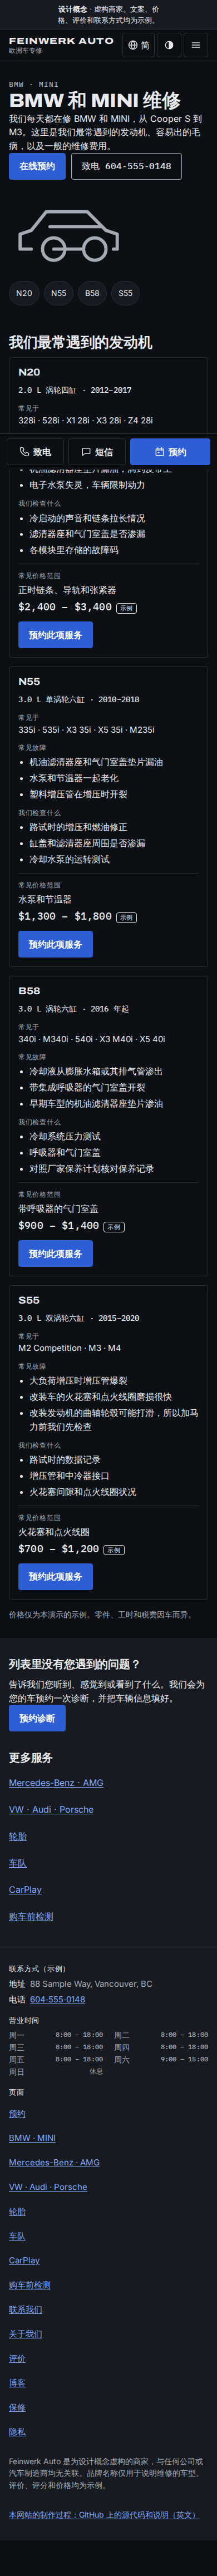 设计概念 · 虚构商家。文案、价
格、评价和联系方式均为示例。
FEINWERK AUTO
欧洲车专修
简
BMW · MINI
BMW 和 MINI 维修
我们每天都在修 BMW 和 MINI，从 Cooper S 到
M3。这里是我们最常遇到的发动机、容易出的毛
病，以及一般的维修费用。
在线预约
致电 604-555-0148
N20
N55
B58
S55
我们最常遇到的发动机
N20
2.0 L 涡轮四缸 · 2012–2017
常见于
328i · 528i · X1 28i · X3 28i · Z4 28i
致电
短信
预约
电子水泵失灵，车辆限制动力
我们检查什么
冷启动的声音和链条拉长情况
滤清器座和气门室盖是否渗漏
各模里存储的故障码
常见价格范围
正时链条、导轨和张紧器
$2,400 – $3,400 示例
预约此项服务
N55
3.0 L 单涡轮六缸 · 2010–2018
常见于
335i · 535i · X3 35i · X5 35i · M235i
常见故障
机油滤清器座和气门室盖垫片漏油
水泵和节温器一起老化
塑料增压管在增压时开裂
我们检查什么
路试时的增压和燃油修正
缸盖和滤清器座周围是否渗漏
冷却水泵的运转测试
常见价格范围
水泵和节温器
$1,300 – $1,800 示例
预约此项服务
B58
3.0 L 涡轮六缸 · 2016 年起
常见于
340i · M340i · 540i · X3 M40i · X5 40i
常见故障
冷却液从膨胀水箱或其排气管渗出
带集成呼吸器的气门室盖开裂
早期车型的机油滤清器座垫片渗油
我们检查什么
冷却系统压力测试
呼吸器和气门室盖
对照厂家保养计划核对保养记录
常见价格范围
带呼吸器的气门室盖
$900 – $1,400 示例
预约此项服务
S55
3.0 L 双涡轮六缸 · 2015–2020
常见于
M2 Competition · M3 · M4
常见故障
大负荷增压时增压管爆裂
改装车的火花塞和点火线圈磨损很快
改装发动机的曲轴轮毂可能打滑，所以加马
力前我们先检查
我们检查什么
路试时的数据记录
增压管和中冷器接口
火花塞间隙和点火线圈状况
常见价格范围
火花塞和点火线圈
$700 – $1,200 示例
预约此项服务
价格仅为本演示的示例。零件、工时和税费因车而异。
列表里没有您遇到的问题？
告诉我们您听到、感觉到或看到了什么。我们会为
您的车预约一次诊断，并把车辆信息填好。
预约诊断
更多服务
Mercedes-Benz · AMG
VW · Audi · Porsche
轮胎
车队
CarPlay
购车前检测
联系方式（示例）
地址 88 Sample Way, Vancouver, BC
电话 604-555-0148
营业时间
周一 8:00 – 18:00 周二 8:00 – 18:00
周三 8:00 – 18:00 周四 8:00 – 18:00
周五 8:00 – 18:00 周六 9:00 – 15:00
周日 休息
页面
预约
BMW · MINI
Mercedes-Benz · AMG
VW · Audi · Porsche
轮胎
车队
CarPlay
购车前检测
联系我们
关于我们
评价
博客
保修
隐私
Feinwerk Auto 是为设计概念虚构的商家，与任何公司或
汽车制造商均无关联。品牌名称仅用于说明维修的车型。
评价、评分和价格均为示例。
本网站的制作过程：GitHub 上的源代码和说明（英文）